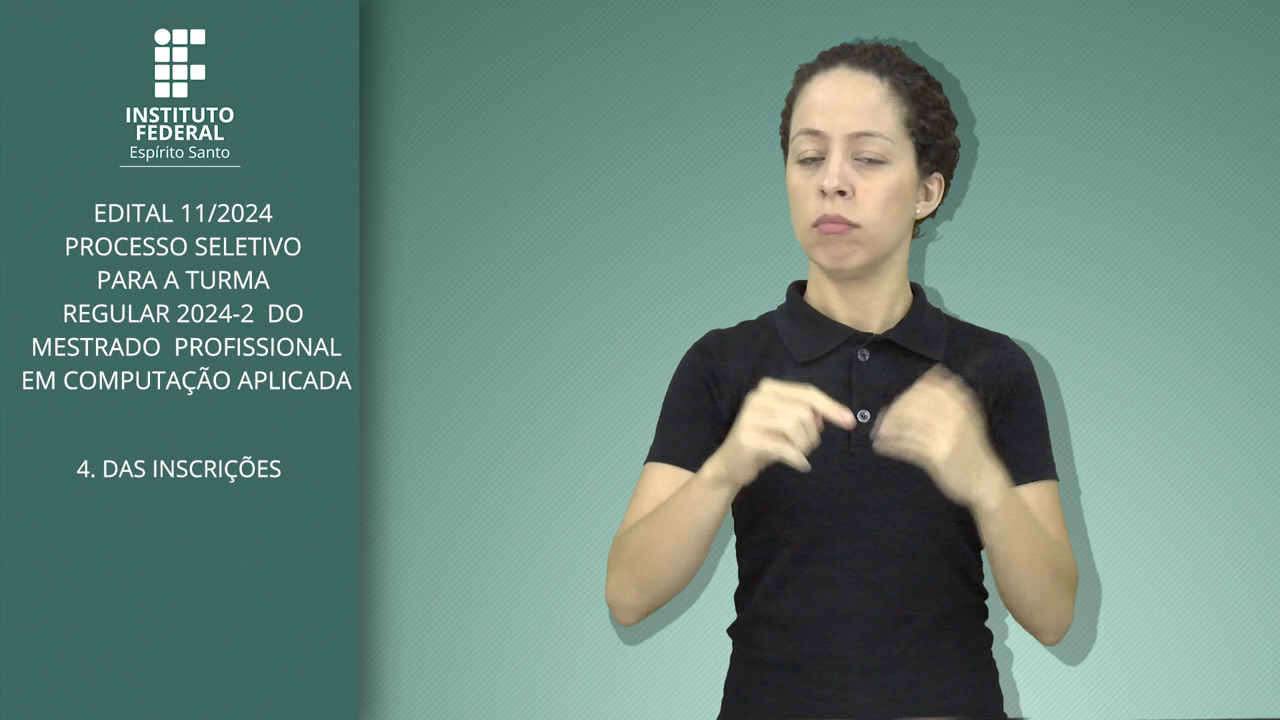 INSTITUTO
FEDERAL
Espírito Santo
EDITAL 11/2024
PROCESSO SELETIVO
PARA A TURMA
REGULAR 2024-2 DO
MESTRADO PROFISSIONAL
EM COMPUTAÇÃO APLICADA
4. DAS INSCRIÇÕES